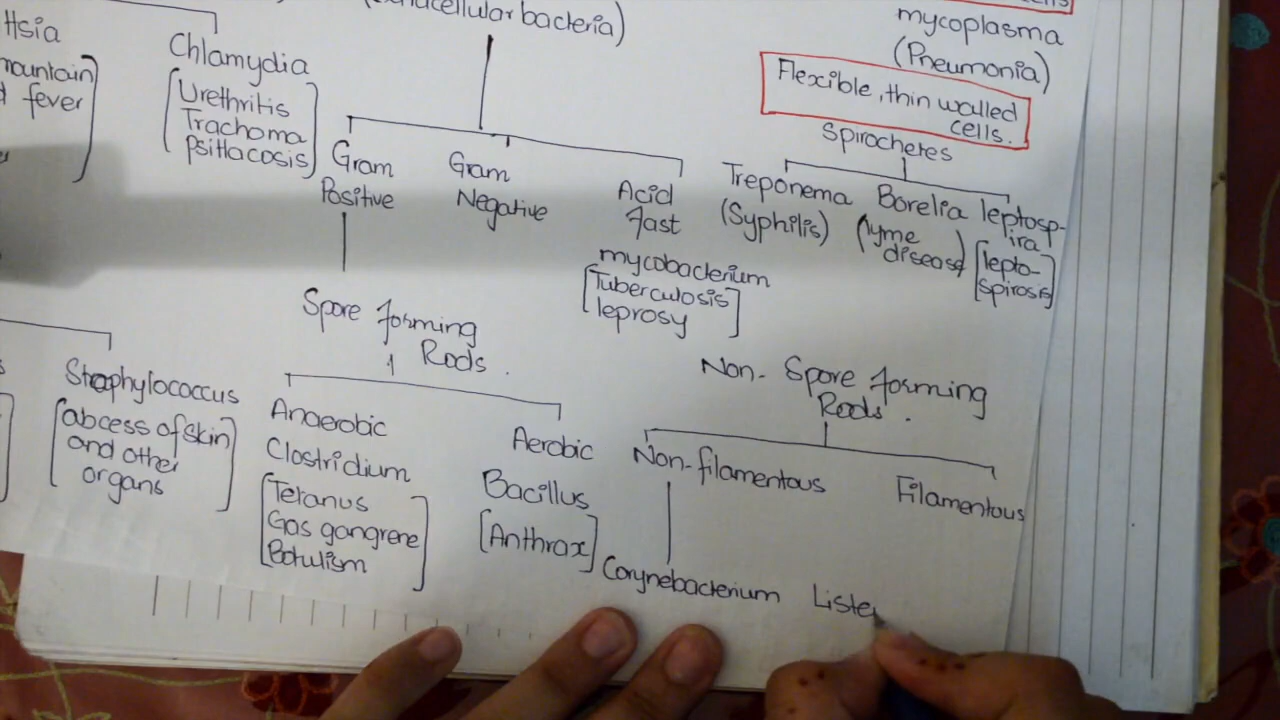 mycoplasma
(Pneumonia)
Flexible, thin walled
cells.
Spirochetes
Treponema
(Syphilis)
Borelia
(lyme
disease)
leptosp-
ira
[lepto-
spirosis]
bacteria)
Chlamydia
[Urethritis
Trachoma
Psittacosis]
mountain]
fever
Gram
Positive
Gram
Negative
Acid
fast
mycobacterium
[Tuberculosis
leprosy]
Spore forming
Rods.
Non-Spore forming
Rods.
Staphylococcus
[abcess of skin
and other
organs]
Anaerobic
Clostridium
[Tetanus
Gas gangrene
Botulism]
Aerobic
Bacillus
[Anthrax]
Non-filamentous
Filamentous
Corynebacterium
Liste